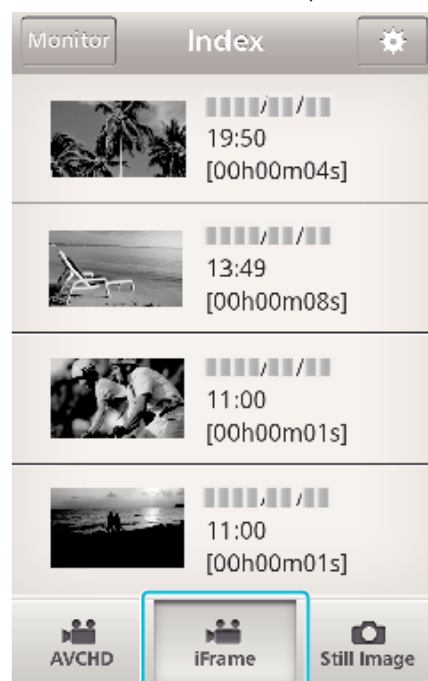 Monitor Index
19:50
[00h00m04s]
13:49
[00h00m08s]
11:00
[00h00m01s]
11:00
[00h00m01s]
AVCHD iFrame Still Image